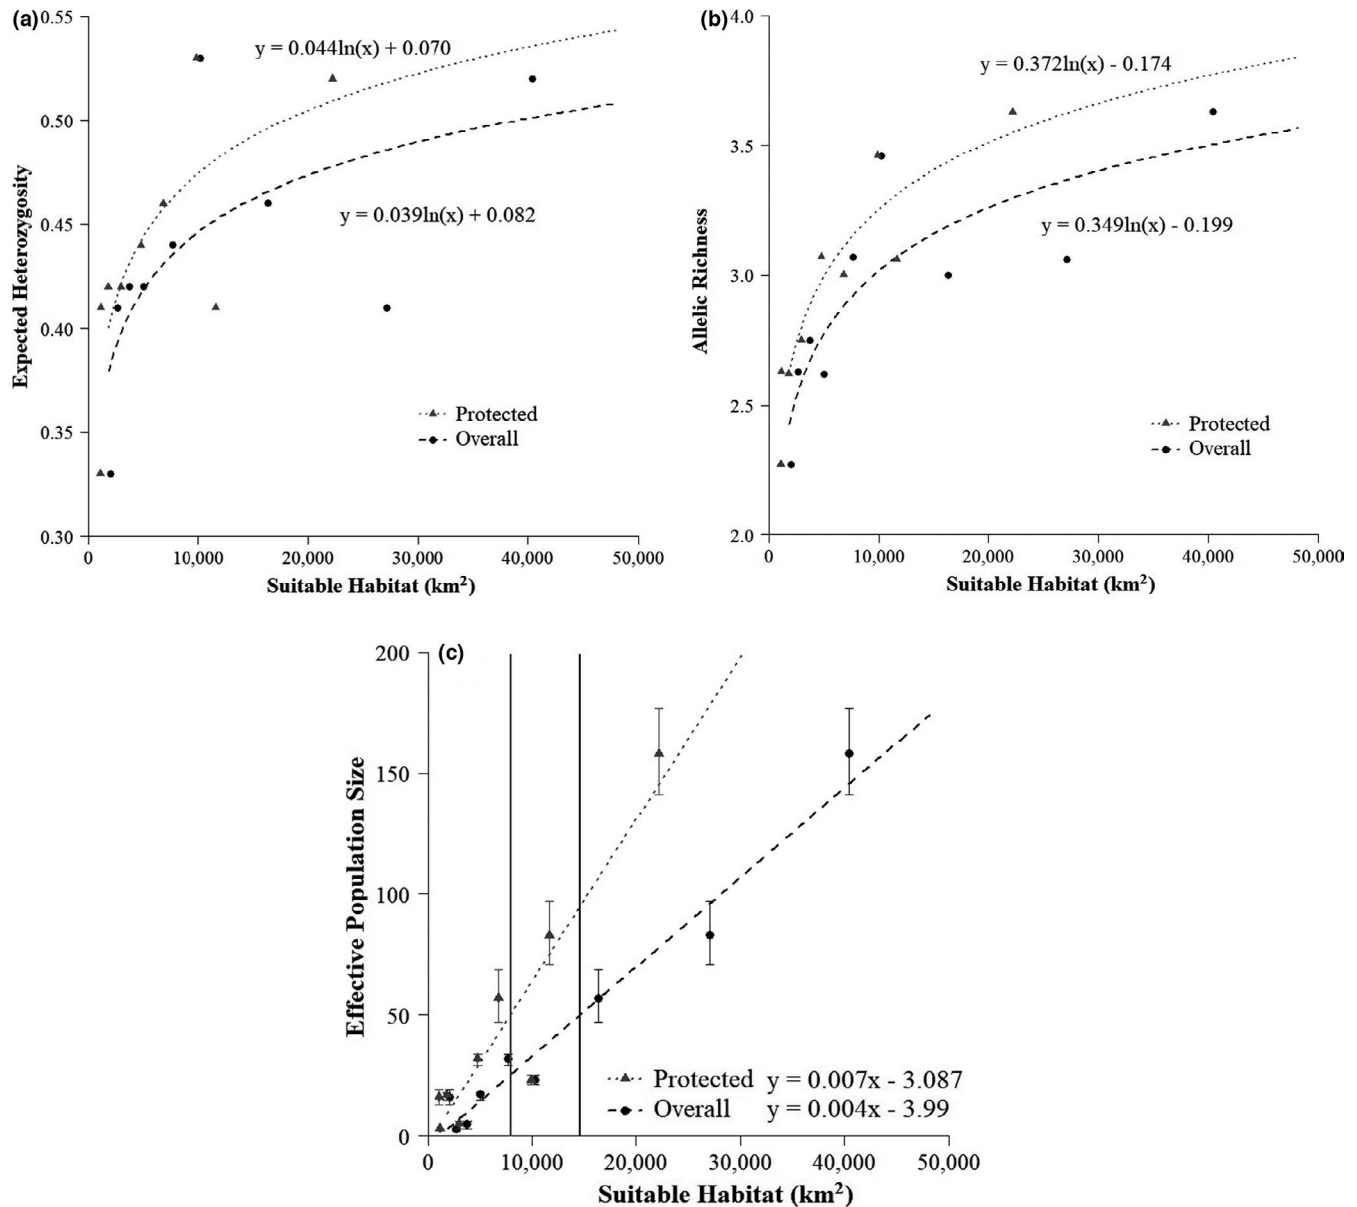 (a)
0.55
0.50
0.45
0.40
0.35
0.30
Expected Heterozygosity
y = 0.044ln(x) + 0.070
y = 0.039ln(x) + 0.082
Protected
Overall
0 10,000 20,000 30,000 40,000 50,000
Suitable Habitat (km²)
(b)
4.0
3.5
3.0
2.5
2.0
Allelic Richness
y = 0.372ln(x) - 0.174
y = 0.349ln(x) - 0.199
Protected
Overall
0 10,000 20,000 30,000 40,000 50,000
Suitable Habitat (km²)
(c)
200
150
100
50
0
Effective Population Size
Protected y = 0.007x - 3.087
Overall y = 0.004x - 3.99
0 10,000 20,000 30,000 40,000 50,000
Suitable Habitat (km²)